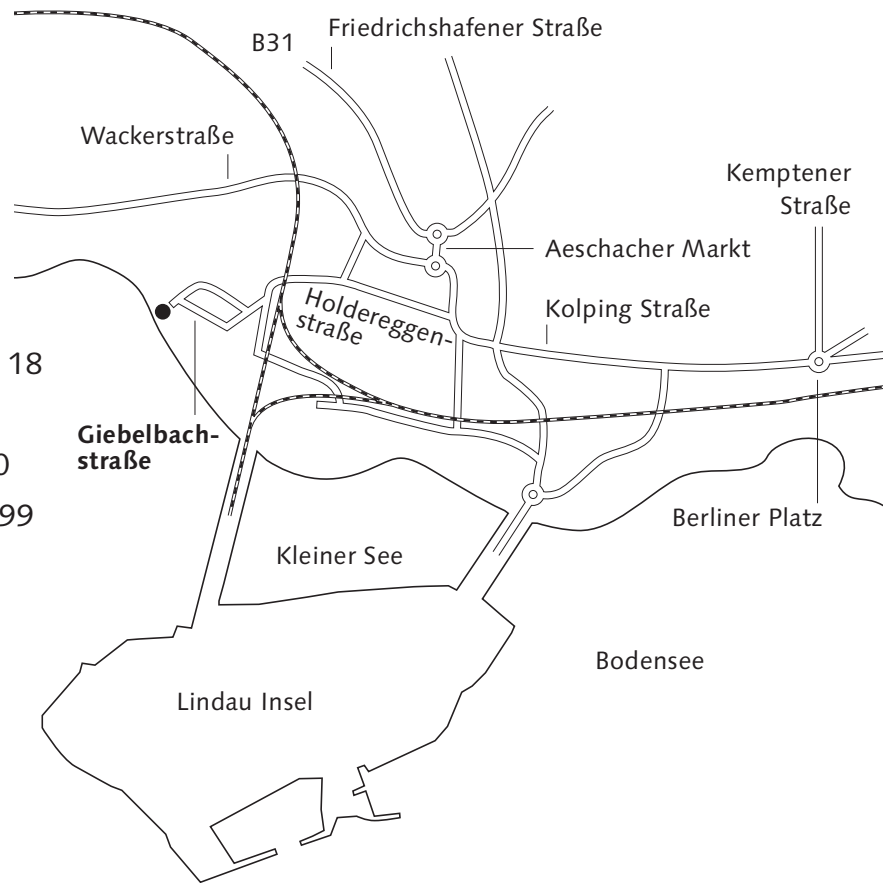 B31
Friedrichshafener Straße
Wackerstraße
Kemptener
Straße
Aeschacher Markt
Holdereggen-
straße
Kolping Straße
18
Giebelbach-
straße
0
99
Berliner Platz
Kleiner See
Bodensee
Lindau Insel